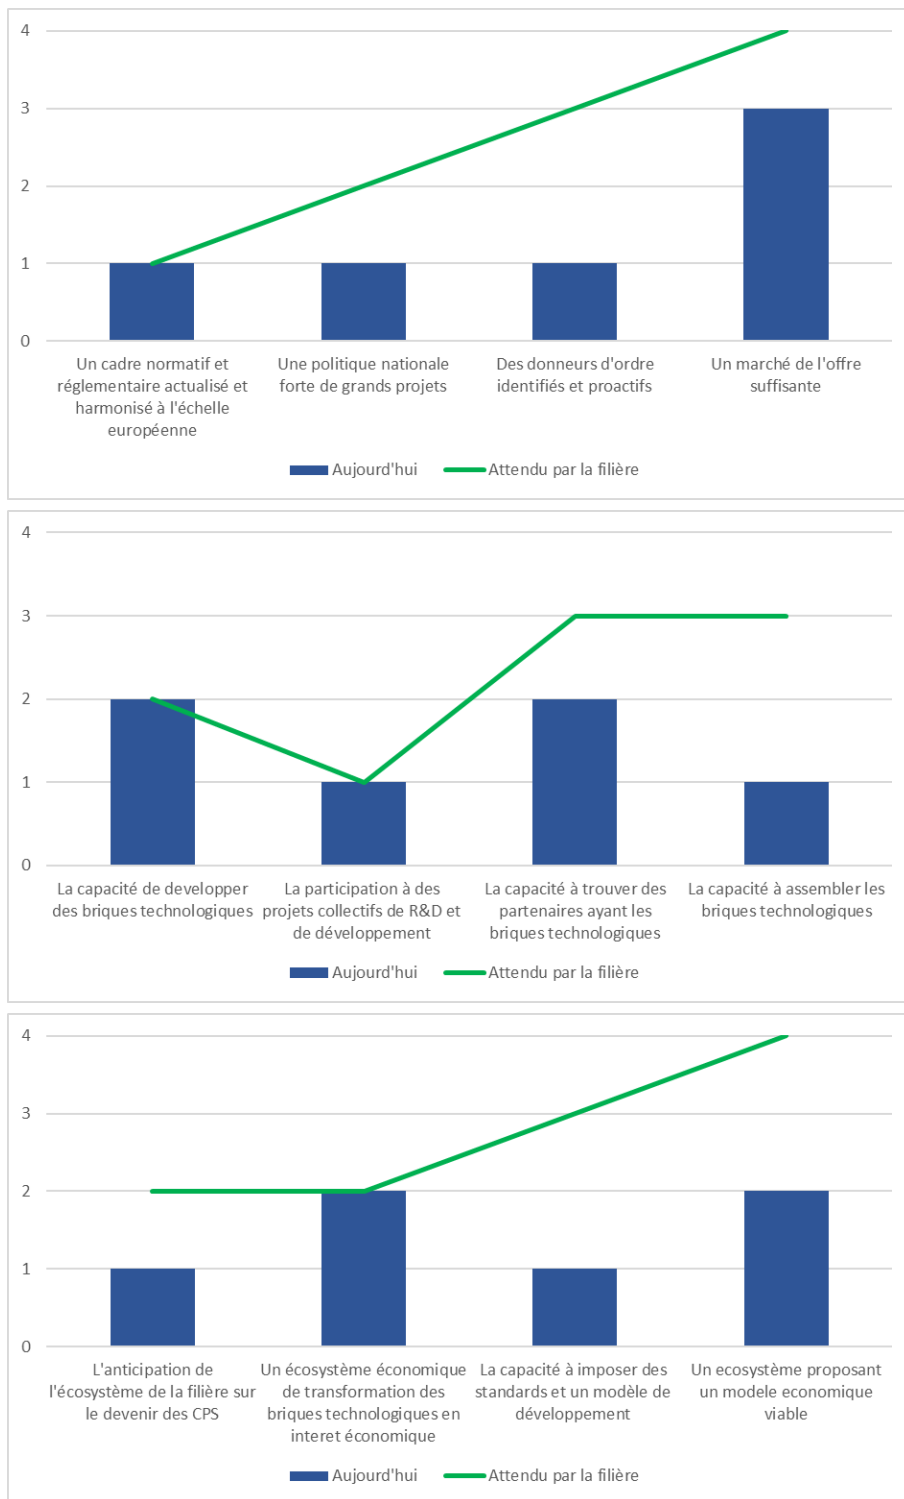 4
3
2
1
0
Un cadre normatif et
réglementaire actualisé et
harmonisé à l'échelle
européenne
Une politique nationale
forte de grands projets
Des donneurs d'ordre
identifiés et proactifs
Un marché de l'offre
suffisante
Aujourd'hui
Attendu par la filière
4
3
2
1
0
La capacité de developper
des briques technologiques
La participation à des
projets collectifs de R&D et
de développement
La capacité à trouver des
partenaires ayant les
briques technologiques
La capacité à assembler les
briques technologiques
Aujourd'hui
Attendu par la filière
4
3
2
1
0
L'anticipation de
l'écosystème de la filière sur
le devenir des CPS
Un écosystème économique
de transformation des
briques technologiques en
interet économique
La capacité à imposer des
standards et un modèle de
développement
Un ecosystème proposant
un modele economique
viable
Aujourd'hui
Attendu par la filière